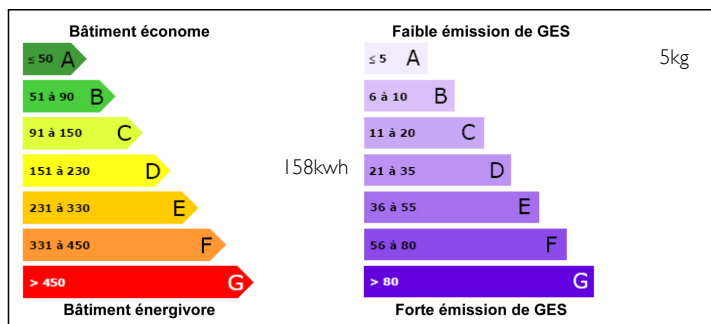 Bâtiment économe
≤ 50 A
51 à 90 B
91 à 150 C
151 à 230 D
231 à 330 E
331 à 450 F
> 450 G
Bâtiment énergivore
158kwh
Faible émission de GES
≤ 5 A
6 à 10 B
11 à 20 C
21 à 35 D
36 à 55 E
56 à 80 F
> 80 G
Forte émission de GES
5kg